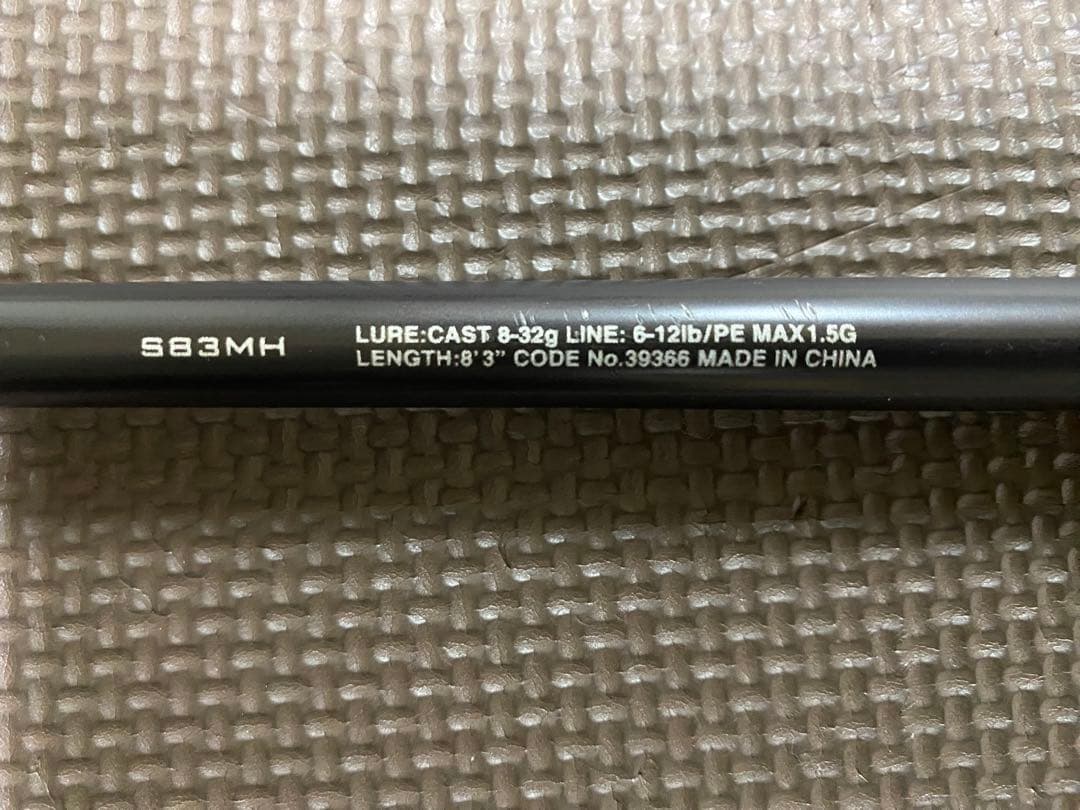 S83MH
LURE:CAST 8-32g LINE: 6-12lb/PE MAX1.5G
LENGTH:8'3" CODE No.39366 MADE IN CHINA